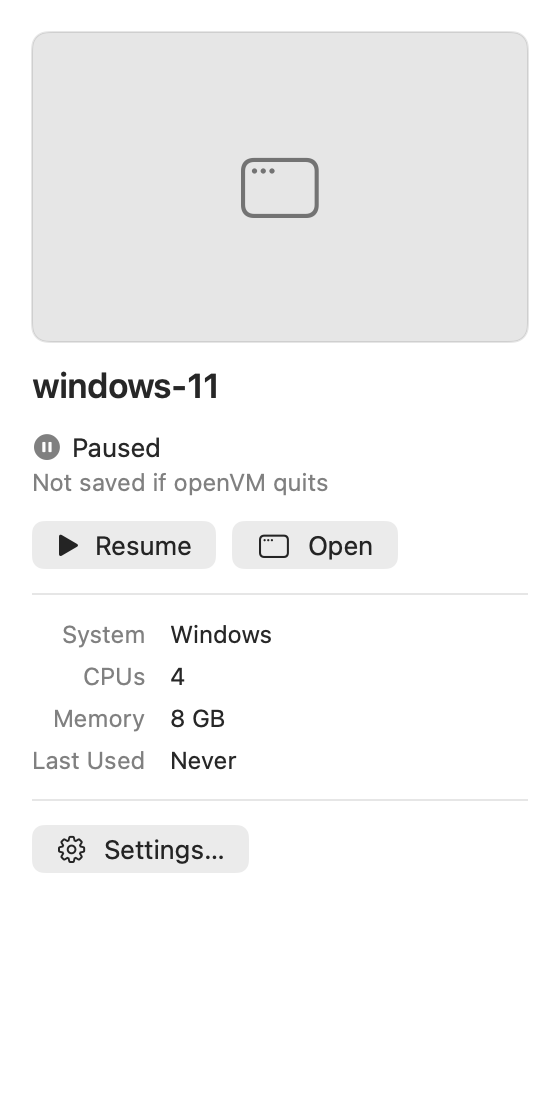 windows-11
Paused
Not saved if openVM quits
Resume
Open
System Windows
CPUs 4
Memory 8 GB
Last Used Never
Settings...